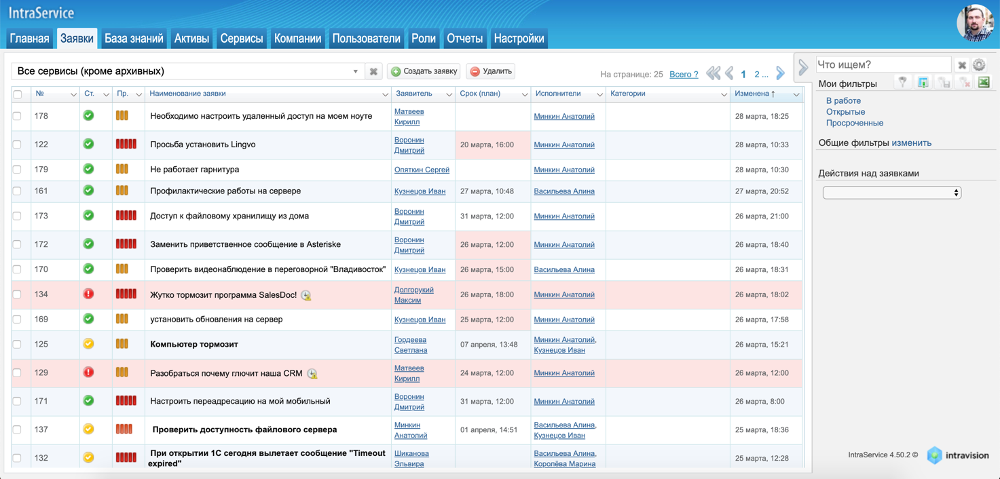 IntraService
Главная Заявки База знаний Активы Сервисы Компании Пользователи Роли Отчеты Настройки
Все сервисы (кроме архивных) Создать заявку Удалить На странице: 25 Всего ? 1 2 ...
№ Ст. Пр. Наименование заявки Заявитель Срок (план) Исполнители Категории Изменена ↑
178 Необходимо настроить удаленный доступ на моем ноуте Матвеев Кирилл Минкин Анатолий 28 марта, 18:25
122 Просьба установить Lingvo Воронин Дмитрий 20 марта, 16:00 Минкин Анатолий 28 марта, 10:33
179 Не работает гарнитура Опяткин Сергей Минкин Анатолий 28 марта, 10:30
161 Профилактические работы на сервере Кузнецов Иван 27 марта, 10:48 Васильева Алина 27 марта, 20:52
173 Доступ к файловому хранилищу из дома Воронин Дмитрий 31 марта, 12:00 Минкин Анатолий 26 марта, 21:00
172 Заменить приветственное сообщение в Asteriske Воронин Дмитрий 26 марта, 12:00 Минкин Анатолий 26 марта, 18:40
170 Проверить видеонаблюдение в переговорной "Владивосток" Кузнецов Иван 26 марта, 15:00 Васильева Алина 26 марта, 18:31
134 Жутко тормозит программа SalesDoc! Долгорукий Максим 26 марта, 18:00 Минкин Анатолий 26 марта, 18:02
169 установить обновления на сервер Кузнецов Иван 25 марта, 12:00 Минкин Анатолий 26 марта, 17:58
125 Компьютер тормозит Гордеева Светлана 07 апреля, 13:48 Минкин Анатолий, Кузнецов Иван 26 марта, 15:21
129 Разобраться почему глючит наша CRM Матвеев Кирилл 24 марта, 12:00 Минкин Анатолий 26 марта, 12:00
171 Настроить переадресацию на мой мобильный Воронин Дмитрий 31 марта, 12:00 Минкин Анатолий 26 марта, 8:00
137 Проверить доступность файлового сервера Минкин Анатолий 01 апреля, 14:51 Васильева Алина, Кузнецов Иван 25 марта, 18:36
132 При открытии 1С сегодня вылетает сообщение "Timeout expired" Шиканова Эльвира Васильева Алина, Королёва Марина 25 марта, 12:28
Что ищем?
Мои фильтры
В работе
Открытые
Просроченные
Общие фильтры изменить
Действия над заявками
IntraService 4.50.2 © intravision